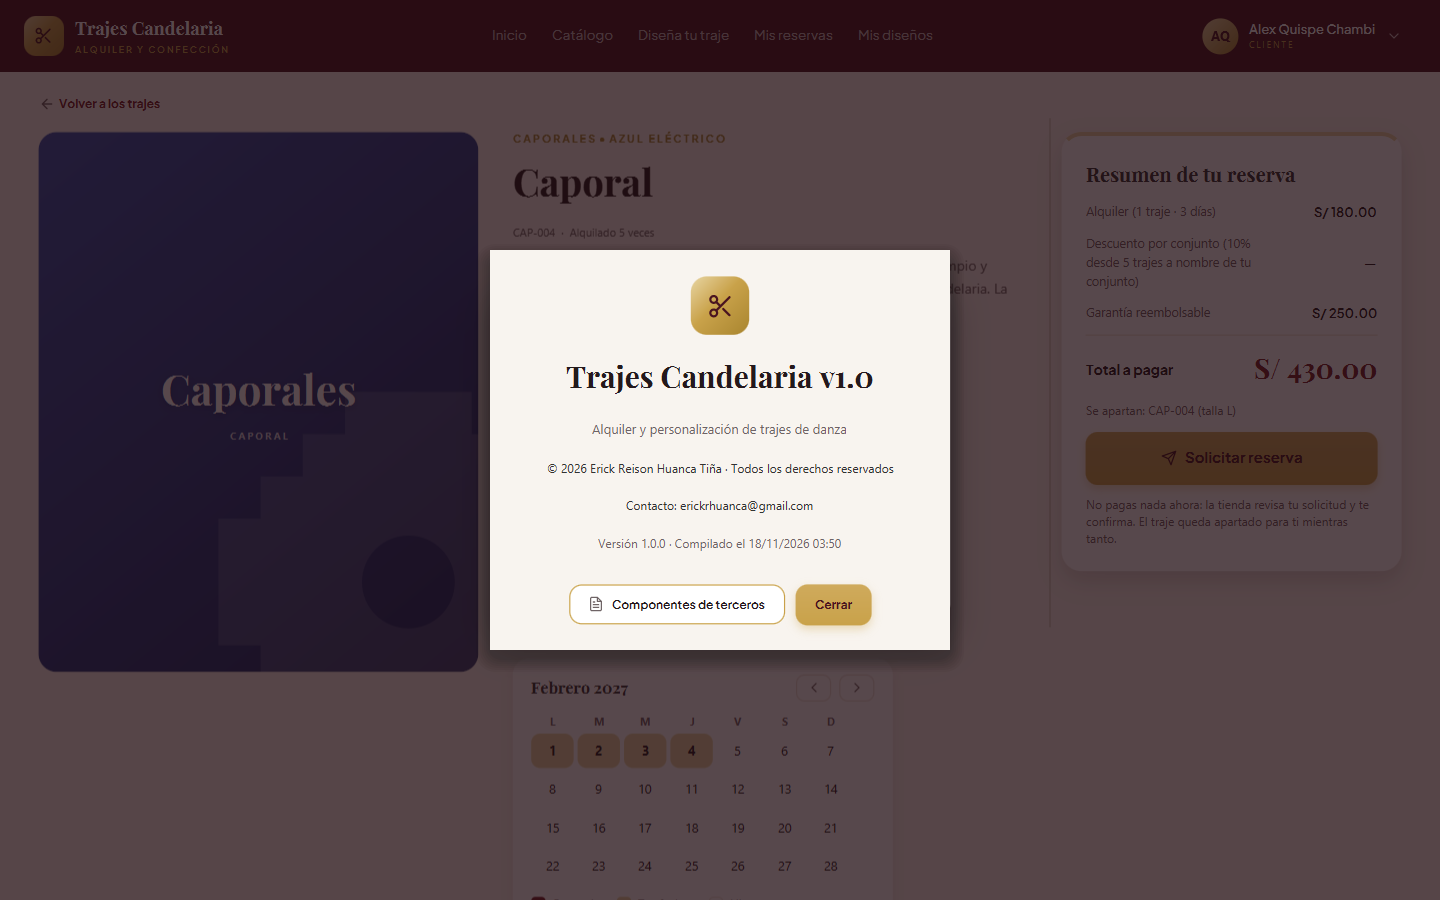 Trajes Candelaria
ALQUILER Y CONFECCIÓN
Inicio
Catálogo
Diseña tu traje
Mis reservas
Mis diseños
AQ
Alex Quispe Chambi
CLIENTE
Volver a los trajes
Caporales
CAPORAL
CAPORALES • AZUL ELÉCTRICO
Caporal
CAP-004 · Alquilado 5 veces
y
La
Trajes Candelaria v1.0
Alquiler y personalización de trajes de danza
© 2026 Erick Reison Huanca Tiña · Todos los derechos reservados
Contacto: erickrhuanca@gmail.com
Versión 1.0.0 · Compilado el 18/11/2026 03:50
Componentes de terceros
Cerrar
Febrero 2027
L M M J V S D
1 2 3 4 5 6 7
8 9 10 11 12 13 14
15 16 17 18 19 20 21
22 23 24 25 26 27 28
Resumen de tu reserva
Alquiler (1 traje · 3 días) S/ 180.00
Descuento por conjunto (10%
desde 5 trajes a nombre de tu —
conjunto)
Garantía reembolsable S/ 250.00
Total a pagar S/ 430.00
Se apartan: CAP-004 (talla L)
Solicitar reserva
No pagas nada ahora: la tienda revisa tu solicitud y te
confirma. El traje queda apartado para ti mientras
tanto.